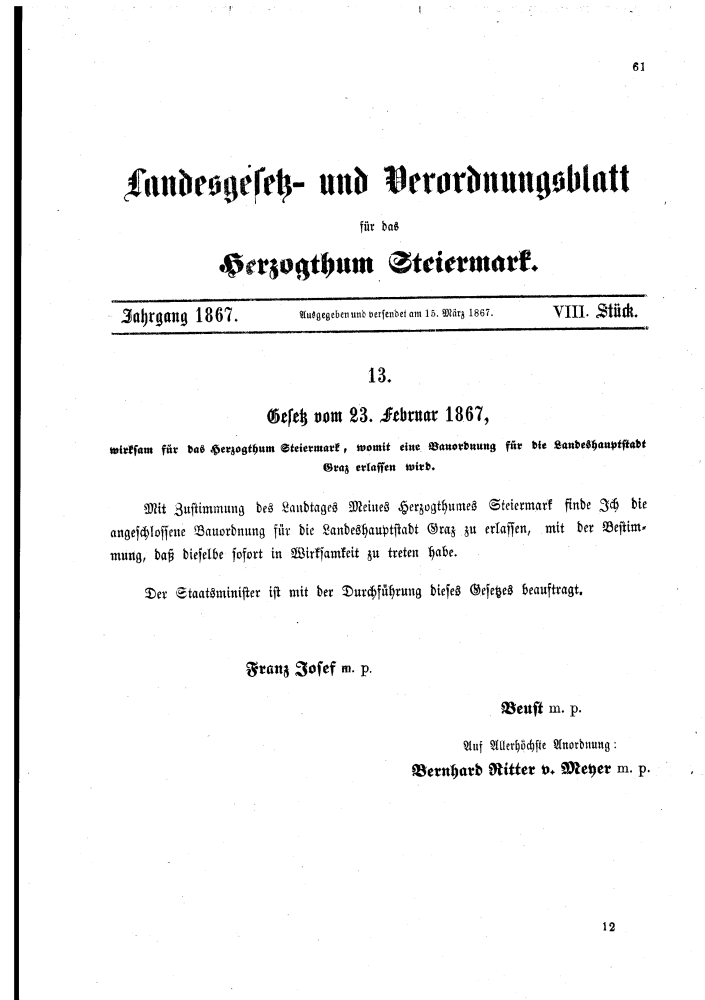 61
Landesgesetz- und Verordnungsblatt
für das
Herzogthum Steiermark.
Jahrgang 1867. Ausgegeben und versendet am 15. März 1867. VIII. Stück.
13.
Gesetz vom 23. Februar 1867,
wirksam für das Herzogthum Steiermark, womit eine Bauordnung für die Landeshauptstadt
Graz erlassen wird.
Mit Zustimmung des Landtages Meines Herzogthumes Steiermark finde Ich die
angeschlossene Bauordnung für die Landeshauptstadt Graz zu erlassen, mit der Bestim-
mung, daß dieselbe sofort in Wirksamkeit zu treten habe.
Der Staatsminister ist mit der Durchführung dieses Gesetzes beauftragt.
Franz Josef m. p.
Beust m. p.
Auf Allerhöchste Anordnung:
Bernhard Ritter v. Meyer m. p.
12